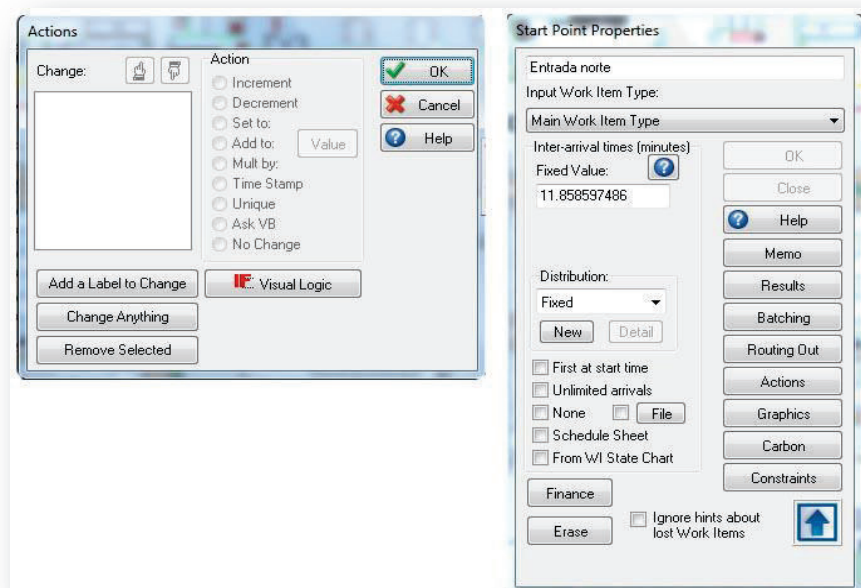 Actions
Change:
Action
Increment
Decrement
Set to:
Add to:
Value
Mult by:
Time Stamp
Unique
Ask VB
No Change
OK
Cancel
Help
Add a Label to Change
IF Visual Logic
Change Anything
Remove Selected
Start Point Properties
Entrada norte
Input Work Item Type:
Main Work Item Type
Inter-arrival times (minutes)
Fixed Value:
11.858597486
Distribution:
Fixed
New
Detail
First at start time
Unlimited arrivals
None
File
Schedule Sheet
From WI State Chart
OK
Close
Help
Memo
Results
Batching
Routing Out
Actions
Graphics
Carbon
Constraints
Finance
Erase
Ignore hints about
lost Work Items